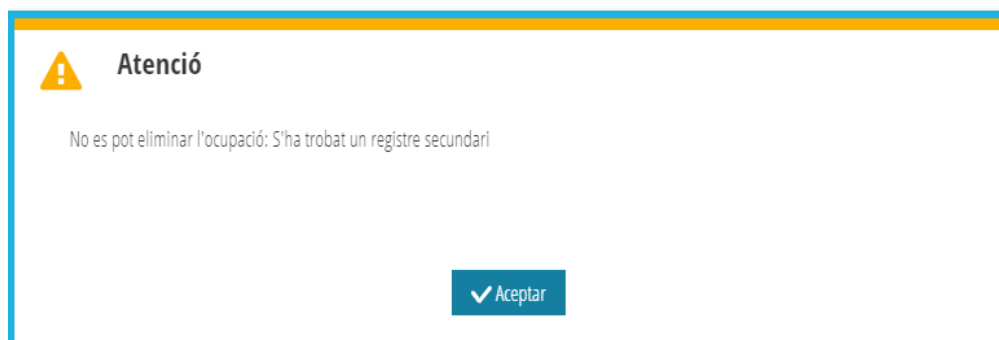 Atenció
No es pot eliminar l'ocupació: S'ha trobat un registre secundari
Aceptar